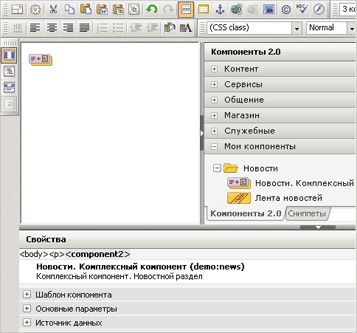 3 ко
(CSS class)
Normal
Компоненты 2.0
Контент
Сервисы
Общение
Магазин
Служебные
Мои компоненты
Новости
Новости. Комплексный
Лента новостей
Компоненты 2.0 Сниппеты
Свойства
<body><p><component2>
Новости. Комплексный компонент (demo:news)
Комплексный компонент. Новостной раздел
Шаблон компонента
Основные параметры
Источник данных